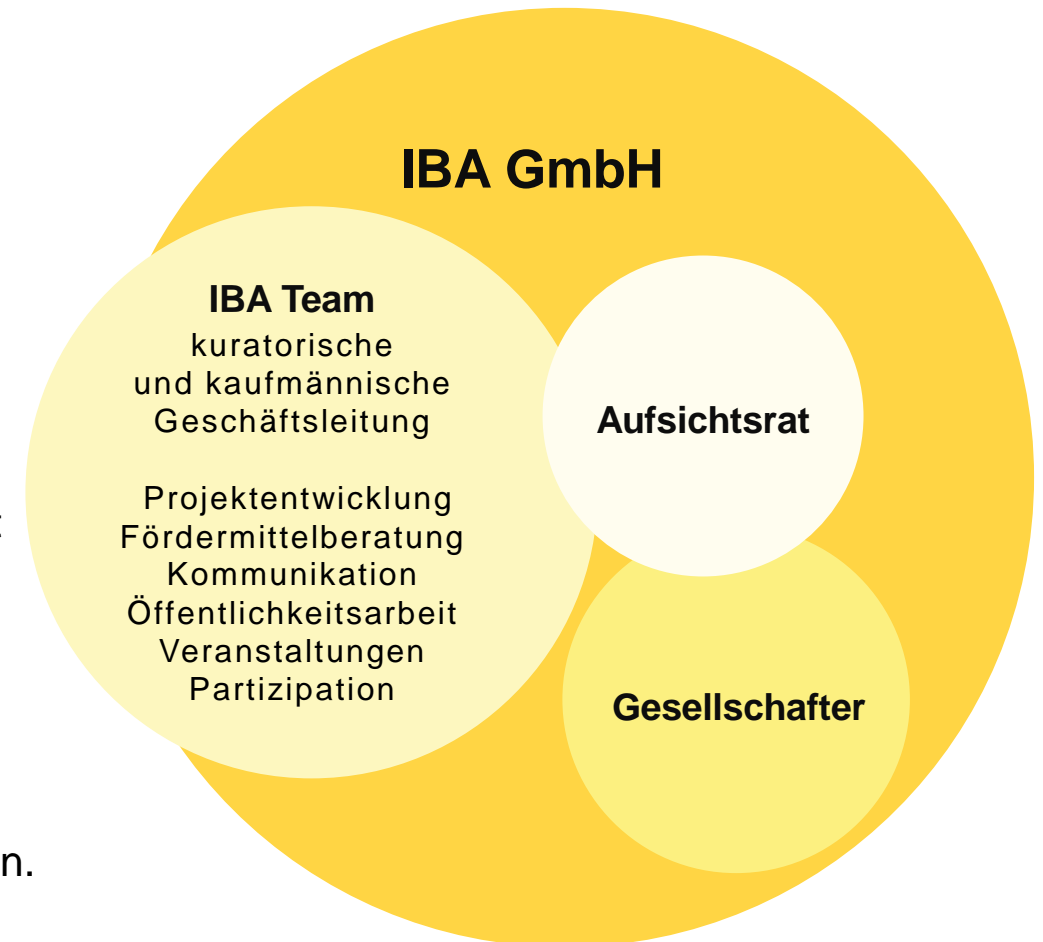 IBA GmbH
IBA Team
kuratorische
und kaufmännische
Geschäftsleitung
Projektentwicklung
Fördermittelberatung
Kommunikation
Öffentlichkeitsarbeit
Veranstaltungen
Partizipation
Aufsichtsrat
Gesellschafter
n.